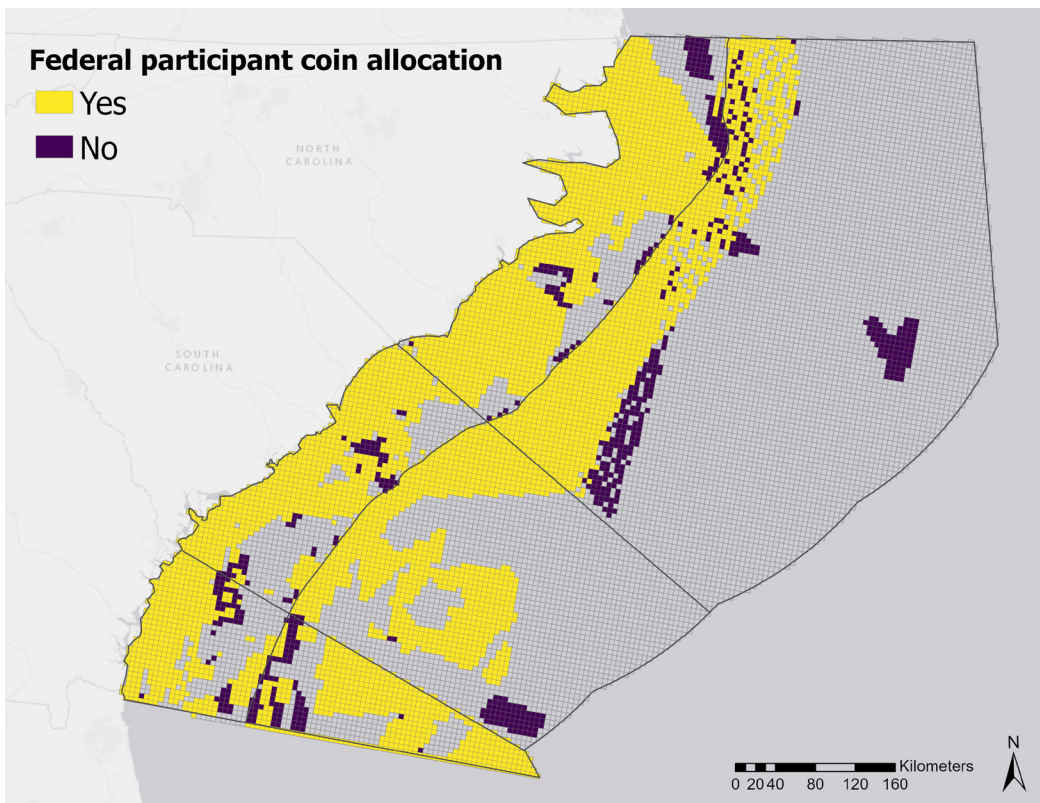 Federal participant coin allocation
Yes
No
NORTH
CAROLINA
SOUTH
CAROLINA
N
Kilometers
0 20 40 80 120 160